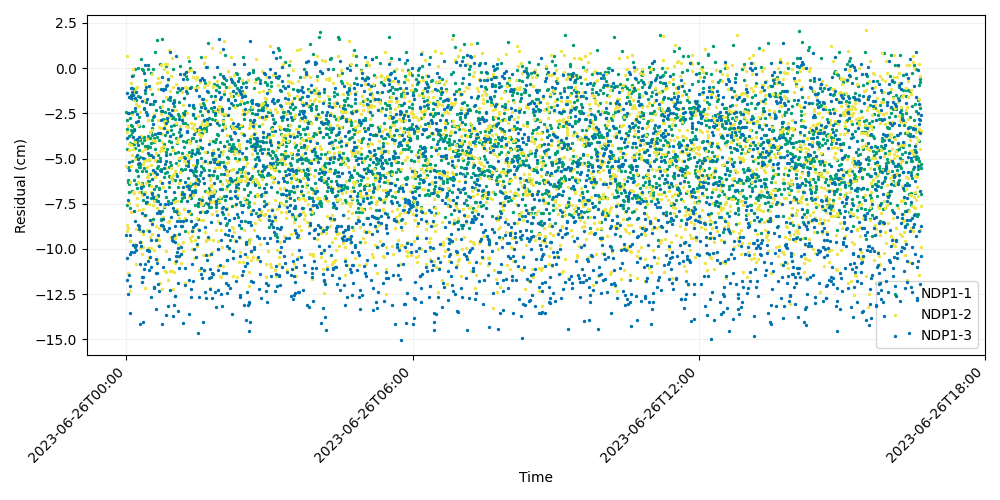 2.5
0.0
−2.5
−5.0
−7.5
−10.0
−12.5
−15.0
Residual (cm)
NDP1-1
NDP1-2
NDP1-3
2023-06-26T00:00
2023-06-26T06:00
2023-06-26T12:00
2023-06-26T18:00
Time